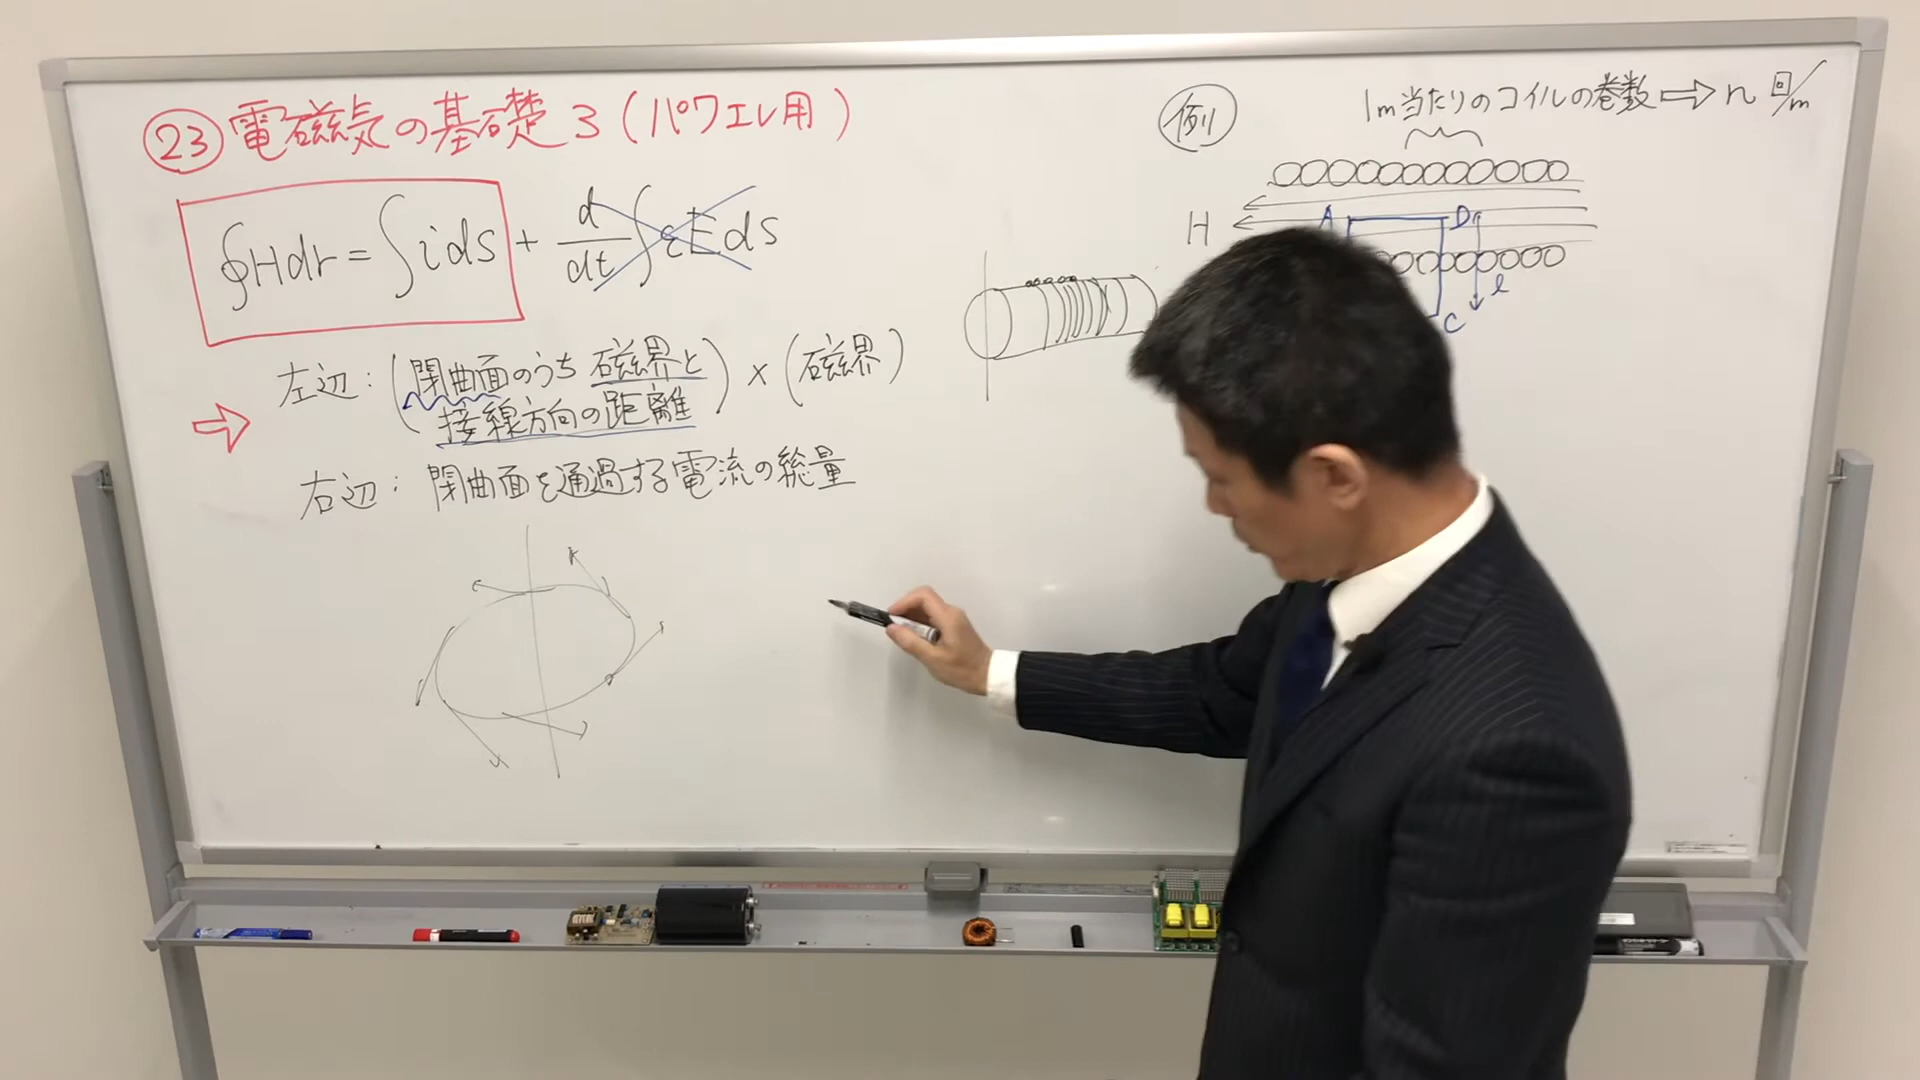 ㉓ 電磁気の基礎3(パワエレ用)
∮Hdr = ∫ids + d/dt ∫εEds
左辺:(閉曲面のうち磁界と
接線方向の距離)×(磁界)
⇨
右辺:閉曲面を通過する電流の総量
例
1m当たりのコイルの巻数 ⇨ n 回/m
H
A D
l
C